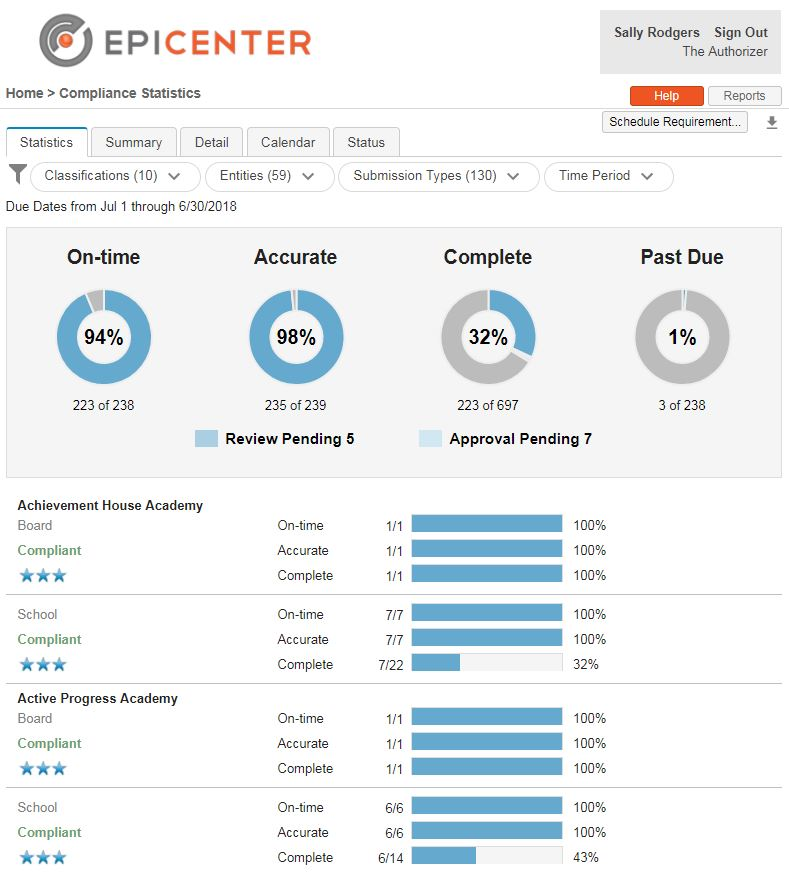 EPICENTER
Sally Rodgers Sign Out
The Authorizer
Home > Compliance Statistics
Help Reports
Schedule Requirement...
Statistics Summary Detail Calendar Status
Classifications (10) Entities (59) Submission Types (130) Time Period
Due Dates from Jul 1 through 6/30/2018
On-time Accurate Complete Past Due
94% 98% 32% 1%
223 of 238 235 of 239 223 of 697 3 of 238
Review Pending 5 Approval Pending 7
Achievement House Academy
Board On-time 1/1 100%
Compliant Accurate 1/1 100%
Complete 1/1 100%
School On-time 7/7 100%
Compliant Accurate 7/7 100%
Complete 7/22 32%
Active Progress Academy
Board On-time 1/1 100%
Compliant Accurate 1/1 100%
Complete 1/1 100%
School On-time 6/6 100%
Compliant Accurate 6/6 100%
Complete 6/14 43%